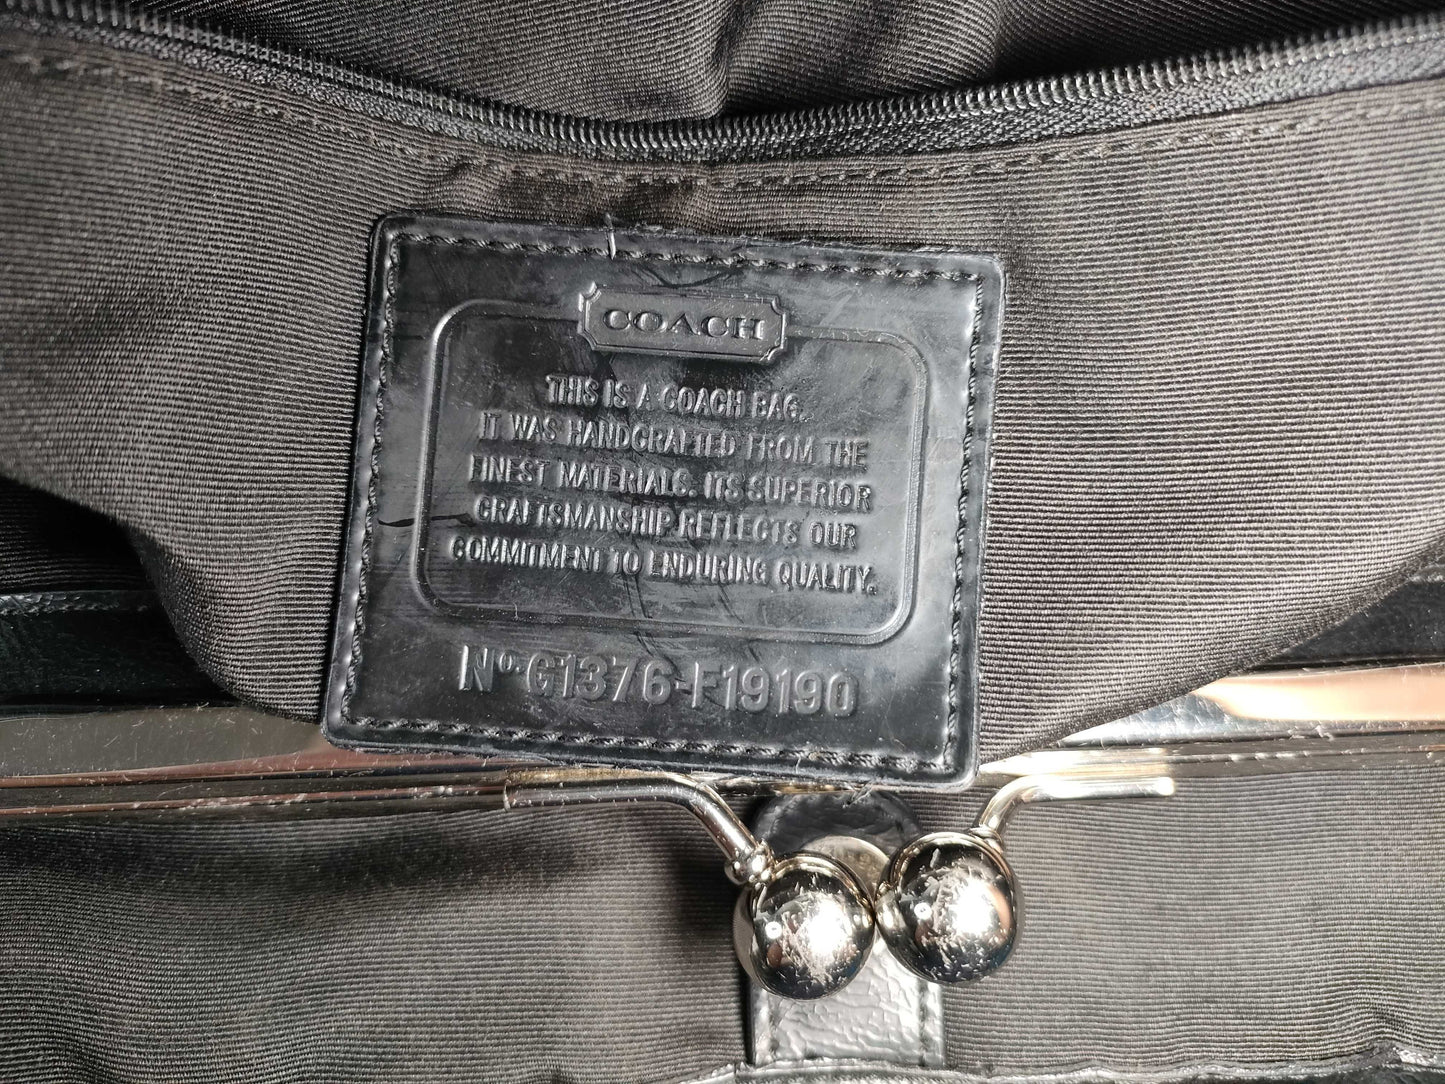 COACH
THIS IS A COACH BAG.
IT WAS HANDCRAFTED FROM THE
FINEST MATERIALS. ITS SUPERIOR
CRAFTSMANSHIP REFLECTS OUR
COMMITMENT TO ENDURING QUALITY.
No. G1376-F19190